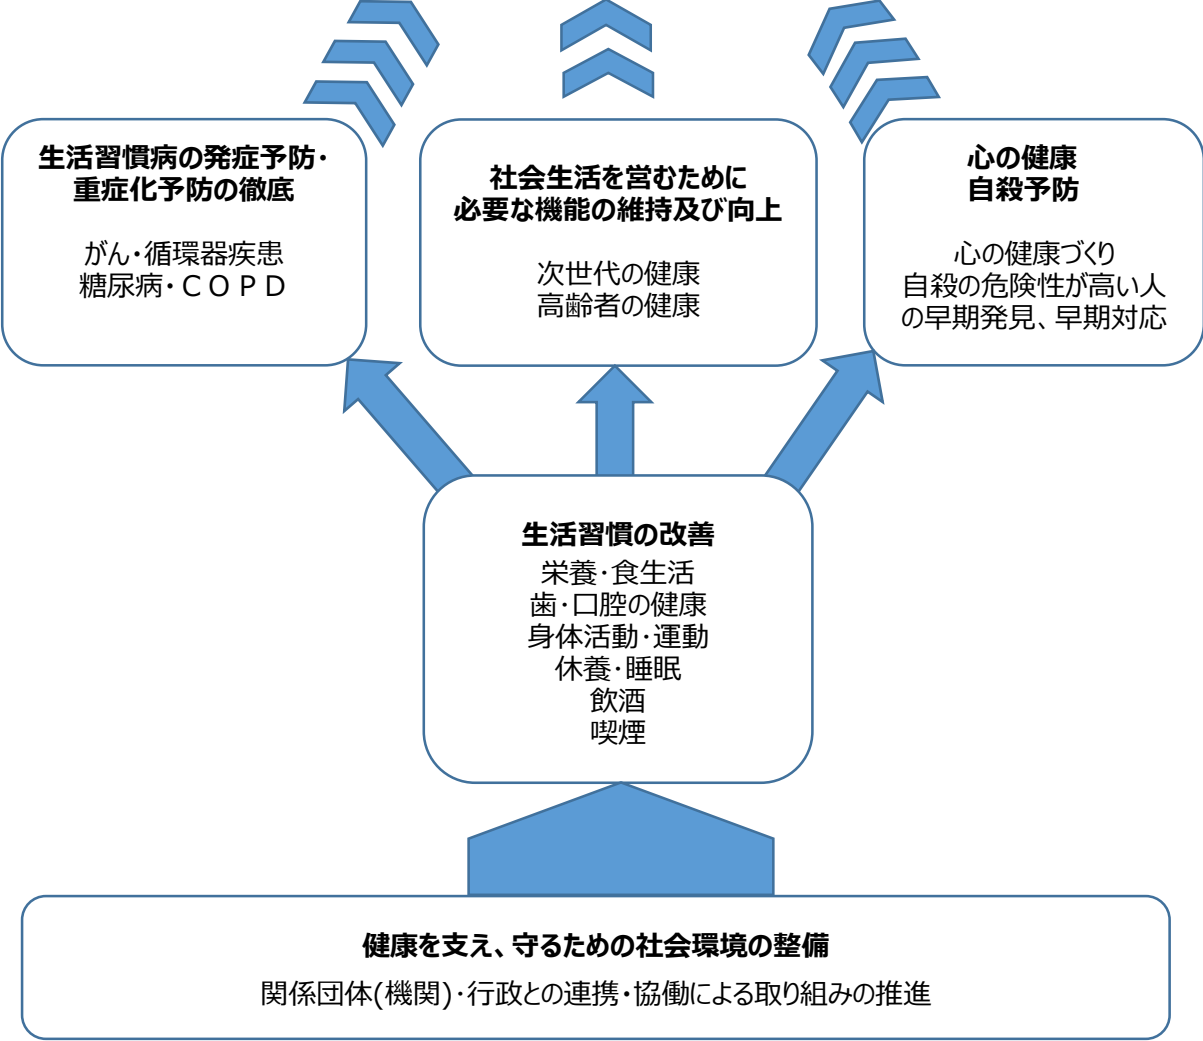 生活習慣病の発症予防・
重症化予防の徹底
がん・循環器疾患
糖尿病・ＣＯＰＤ
社会生活を営むために
必要な機能の維持及び向上
次世代の健康
高齢者の健康
心の健康
自殺予防
心の健康づくり
自殺の危険性が高い人
の早期発見、早期対応
生活習慣の改善
栄養・食生活
歯・口腔の健康
身体活動・運動
休養・睡眠
飲酒
喫煙
健康を支え、守るための社会環境の整備
関係団体(機関)・行政との連携・協働による取り組みの推進